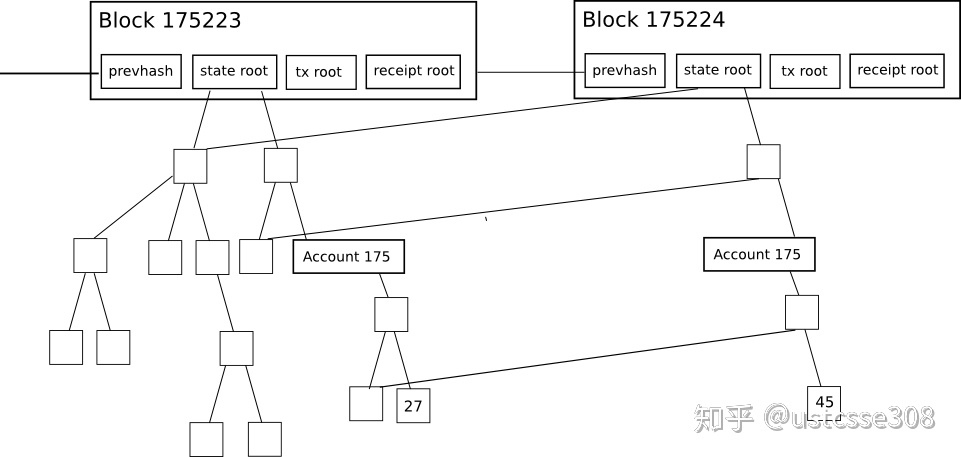 Block 175223
Block 175224
prevhash
state root
tx root
receipt root
prevhash
state root
tx root
receipt root
Account 175
Account 175
27
45
知乎 @ustcsse308